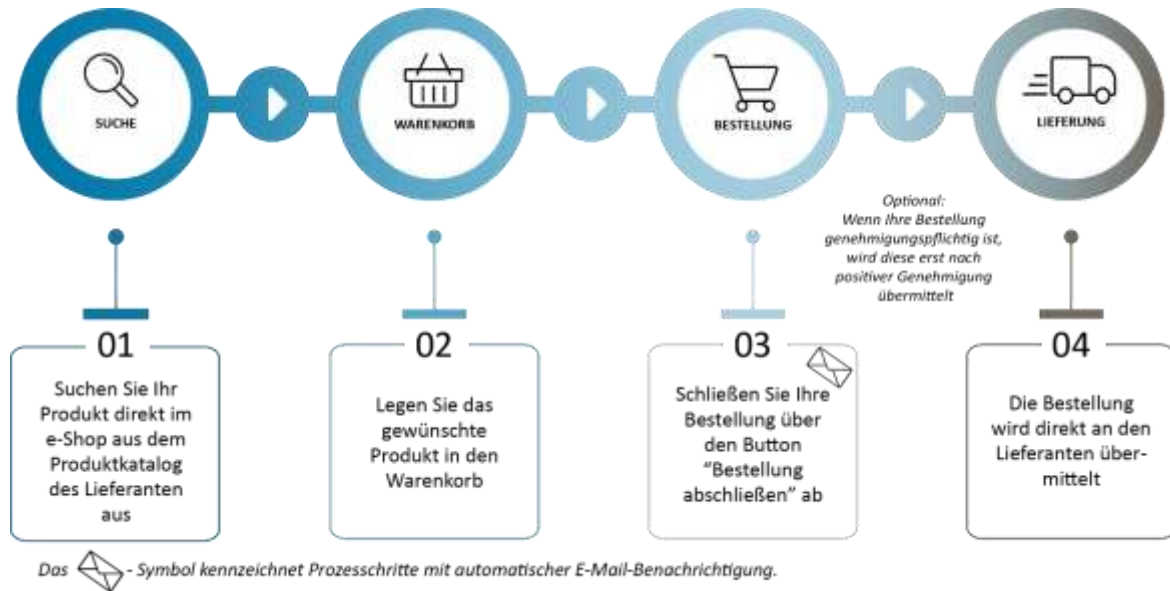 SUCHE
WARENKORB
BESTELLUNG
LIEFERUNG
Optional:
Wenn Ihre Bestellung
genehmigungspflichtig ist,
wird diese erst nach
positiver Genehmigung
übermittelt
01
Suchen Sie Ihr
Produkt direkt im
e-Shop aus dem
Produktkatalog
des Lieferanten
aus
02
Legen Sie das
gewünschte
Produkt in den
Warenkorb
03
Schließen Sie Ihre
Bestellung über
den Button
“Bestellung
abschließen” ab
04
Die Bestellung
wird direkt an den
Lieferanten über-
mittelt
Das - Symbol kennzeichnet Prozesschritte mit automatischer E-Mail-Benachrichtigung.